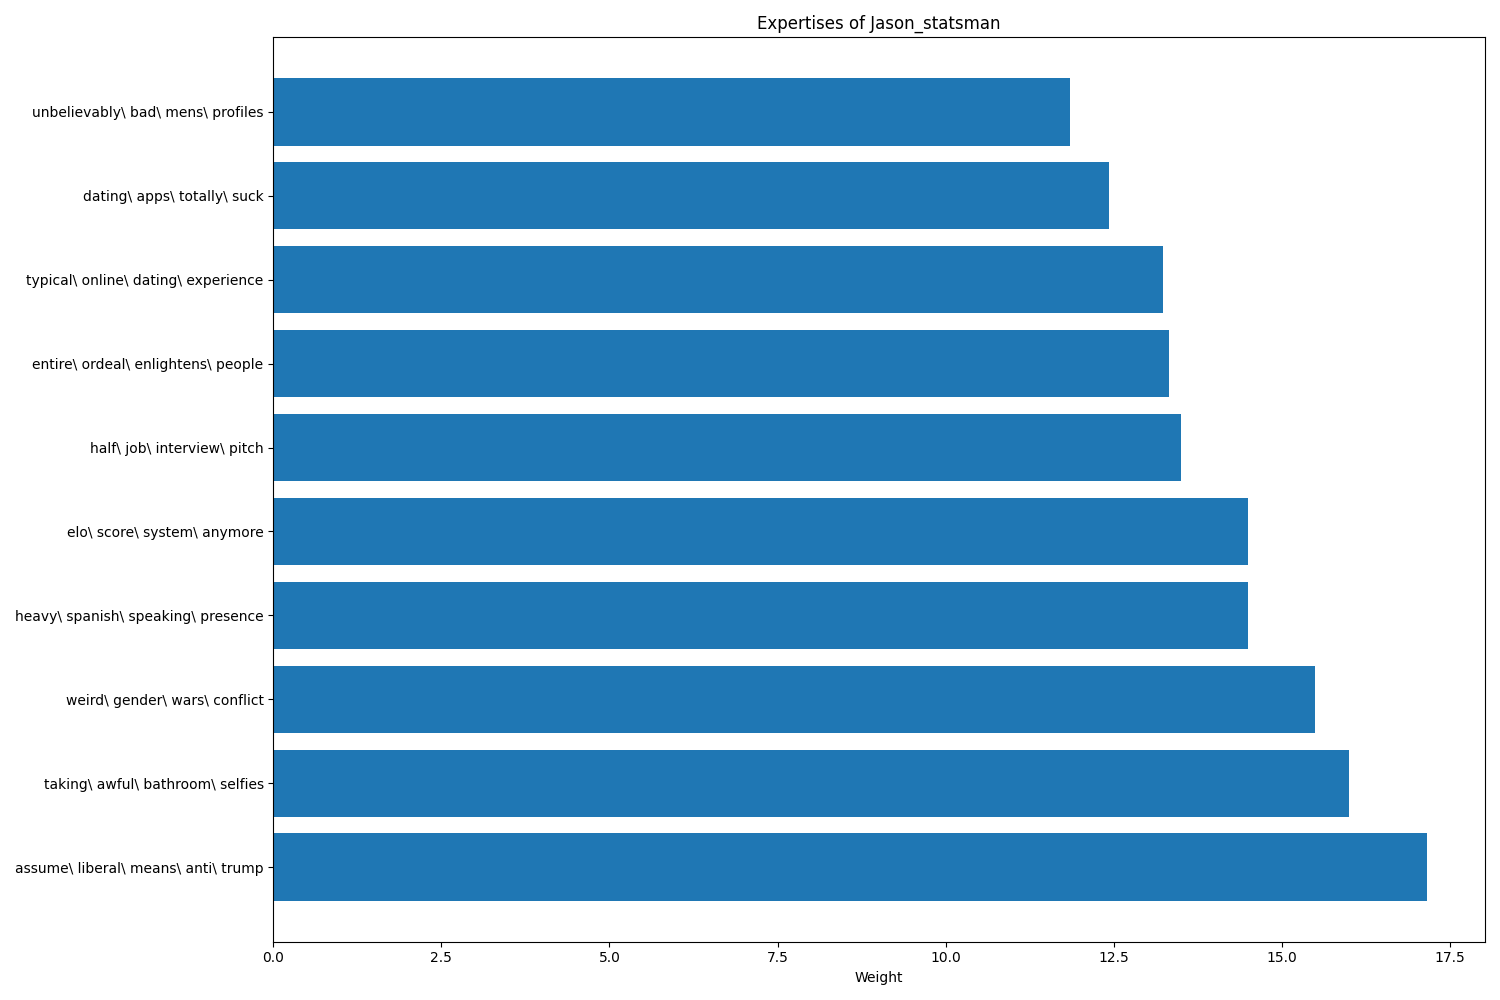 Expertises of Jason_statsman
unbelievably\ bad\ mens\ profiles
dating\ apps\ totally\ suck
typical\ online\ dating\ experience
entire\ ordeal\ enlightens\ people
half\ job\ interview\ pitch
elo\ score\ system\ anymore
heavy\ spanish\ speaking\ presence
weird\ gender\ wars\ conflict
taking\ awful\ bathroom\ selfies
assume\ liberal\ means\ anti\ trump
0.0 2.5 5.0 7.5 10.0 12.5 15.0 17.5
Weight